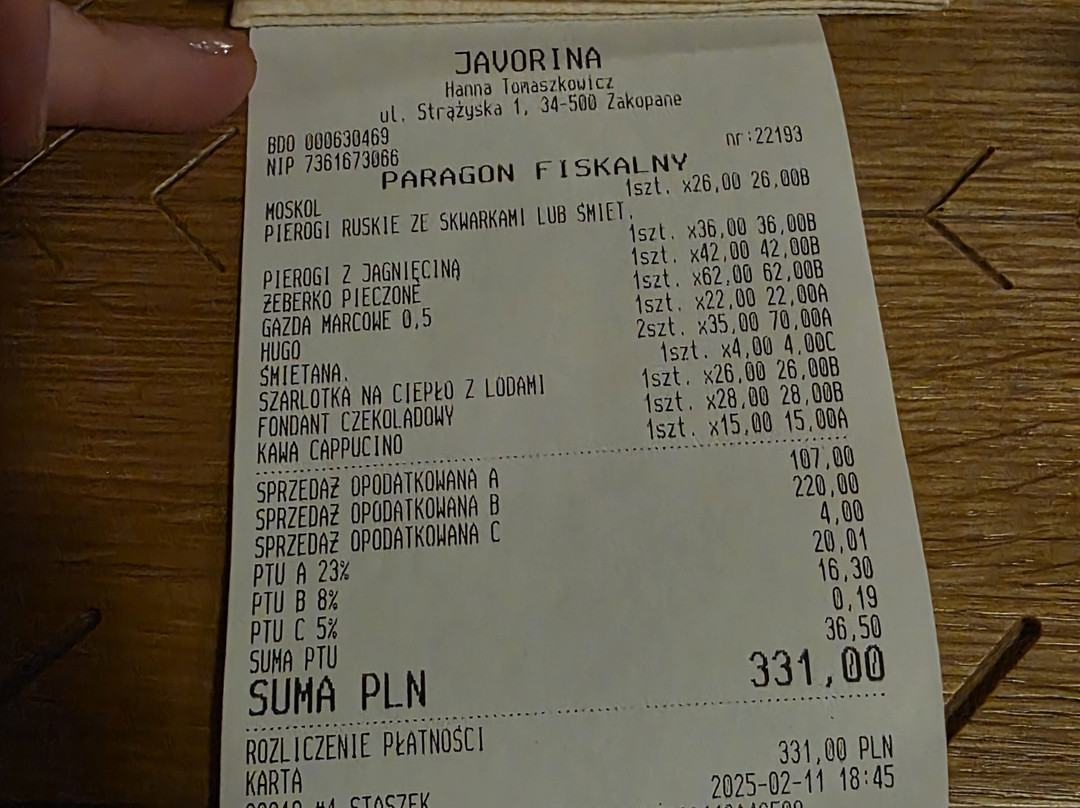 JAVORINA
Hanna Tomaszkowicz
ul. Strążyska 1, 34-500 Zakopane
BDO 000630469
NIP 7361673066 nr:22193
PARAGON FISKALNY
MOSKOL 1szt. x26,00 26,00B
PIEROGI RUSKIE ZE SKWARKAMI LUB ŚMIET.
1szt. x36,00 36,00B
PIEROGI Z JAGNIĘCINĄ 1szt. x42,00 42,00B
ŻEBERKO PIECZONE 1szt. x62,00 62,00B
GAZDA MARCOWE 0,5 1szt. x22,00 22,00A
HUGO 2szt. x35,00 70,00A
ŚMIETANA. 1szt. x4,00 4,00C
SZARLOTKA NA CIEPŁO Z LODAMI 1szt. x26,00 26,00B
FONDANT CZEKOLADOWY 1szt. x28,00 28,00B
KAWA CAPPUCINO 1szt. x15,00 15,00A
SPRZEDAŻ OPODATKOWANA A 107,00
SPRZEDAŻ OPODATKOWANA B 220,00
SPRZEDAŻ OPODATKOWANA C 4,00
PTU A 23% 20,01
PTU B 8% 16,30
PTU C 5% 0,19
SUMA PTU 36,50
SUMA PLN 331,00
ROZLICZENIE PŁATNOŚCI
KARTA 331,00 PLN
#1 STASZEK 2025-02-11 18:45